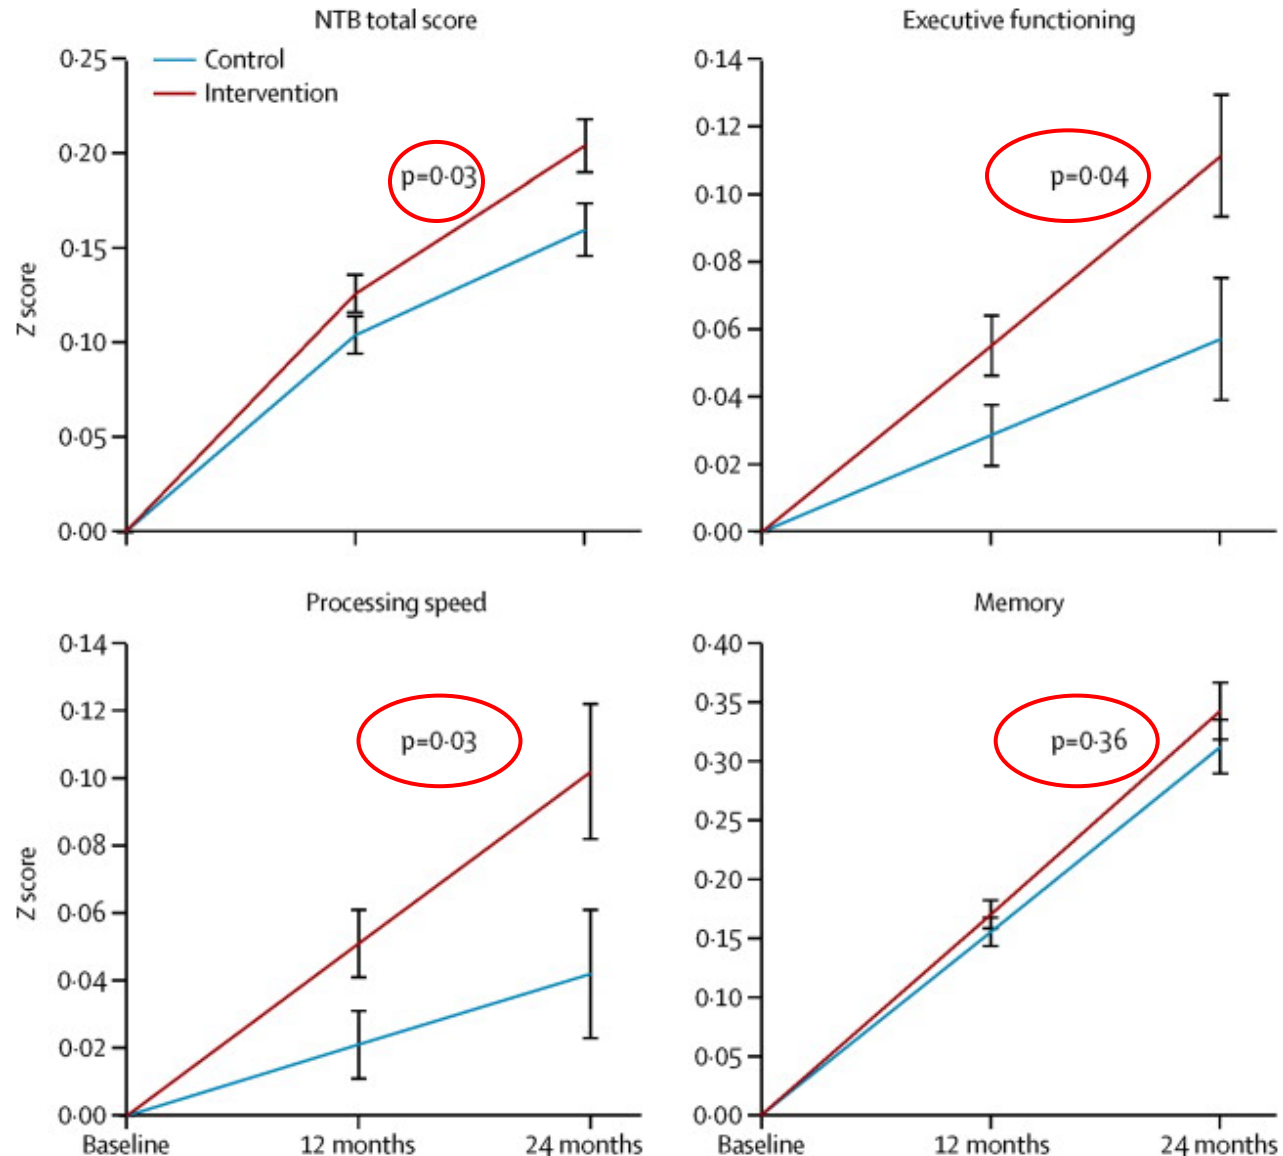 NTB total score
0·25
0·20
0·15
0·10
0·05
0·00
Z score
Control
Intervention
p=0·03
Executive functioning
0·14
0·12
0·10
0·08
0·06
0·04
0·02
0·00
p=0·04
Processing speed
0·14
0·12
0·10
0·08
0·06
0·04
0·02
0·00
Z score
p=0·03
Baseline
12 months
24 months
Memory
0·40
0·35
0·30
0·25
0·20
0·15
0·10
0·05
0·00
p=0·36
Baseline
12 months
24 months